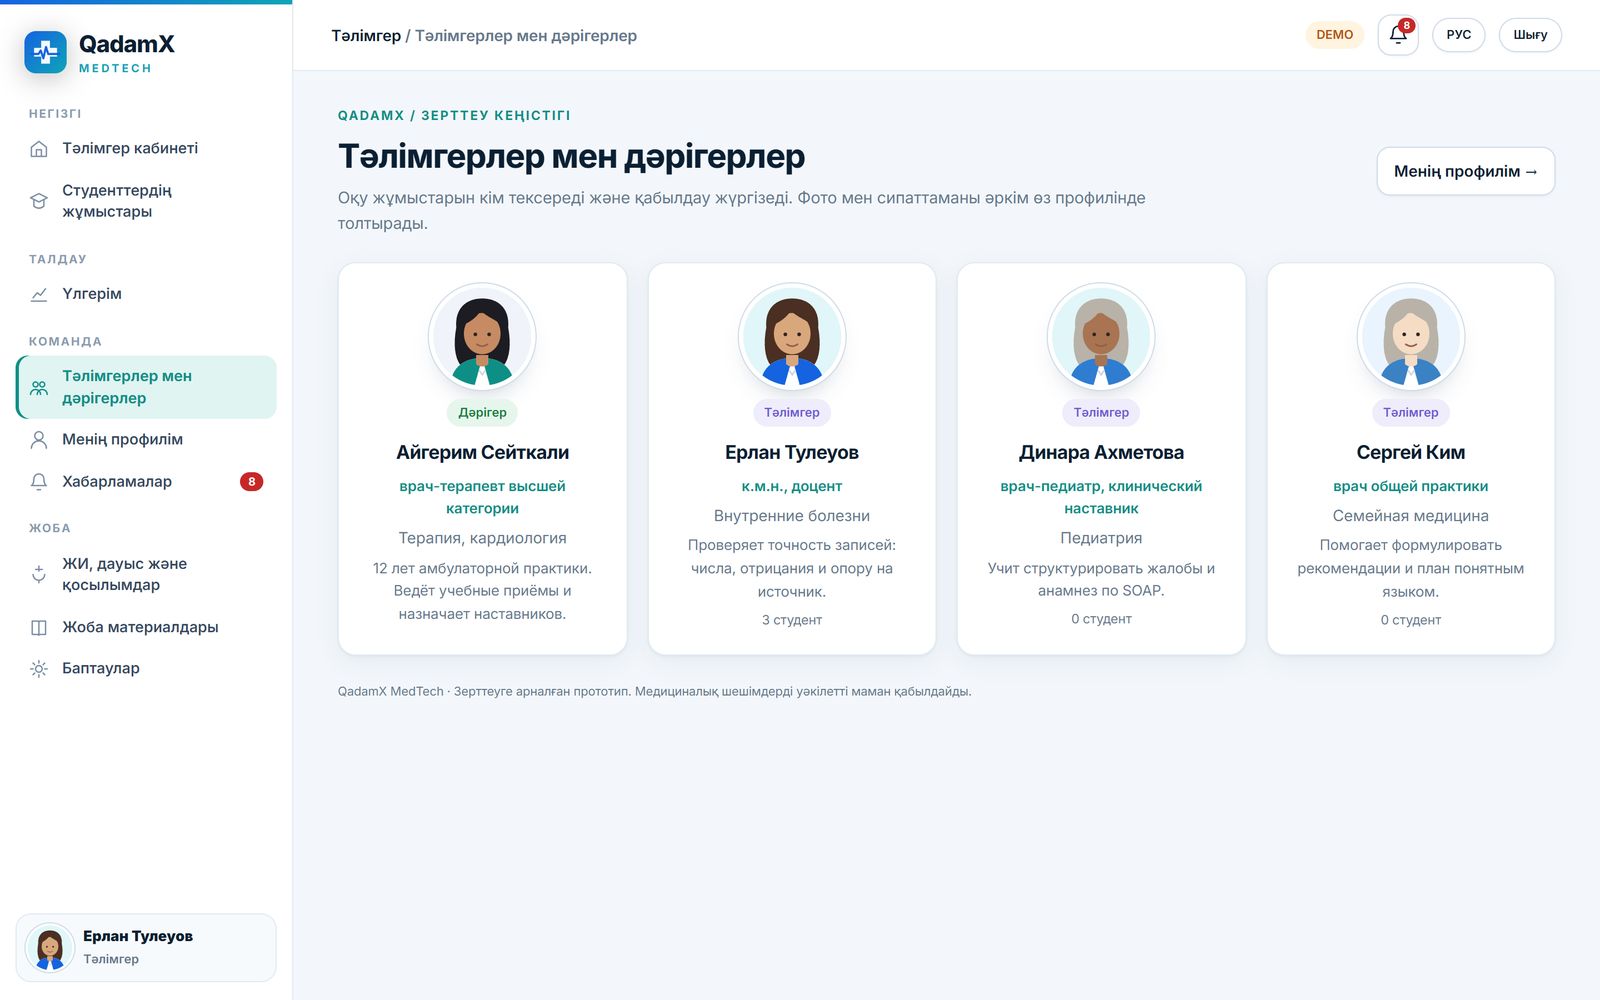 QadamX
MEDTECH
НЕГІЗГІ
Тәлімгер кабинеті
Студенттердің
жұмыстары
ТАЛДАУ
Үлгерім
КОМАНДА
Тәлімгерлер мен
дәрігерлер
Менің профилім
Хабарламалар 8
ЖОБА
ЖИ, дауыс және
қосылымдар
Жоба материалдары
Баптаулар
Ерлан Тулеуов
Тәлімгер
Тәлімгер / Тәлімгерлер мен дәрігерлер
DEMO
8
РУС
Шығу
QADAMX / ЗЕРТТЕУ КЕҢІСТІГІ
Тәлімгерлер мен дәрігерлер
Оқу жұмыстарын кім тексереді және қабылдау жүргізеді. Фото мен сипаттаманы әркім өз профилінде
толтырады.
Менің профилім →
Дәрігер
Айгерим Сейткали
врач-терапевт высшей
категории
Терапия, кардиология
12 лет амбулаторной практики.
Ведёт учебные приёмы и
назначает наставников.
Тәлімгер
Ерлан Тулеуов
к.м.н., доцент
Внутренние болезни
Проверяет точность записей:
числа, отрицания и опору на
источник.
3 студент
Тәлімгер
Динара Ахметова
врач-педиатр, клинический
наставник
Педиатрия
Учит структурировать жалобы и
анамнез по SOAP.
0 студент
Тәлімгер
Сергей Ким
врач общей практики
Семейная медицина
Помогает формулировать
рекомендации и план понятным
языком.
0 студент
QadamX MedTech · Зерттеуге арналған прототип. Медициналық шешімдерді уәкілетті маман қабылдайды.